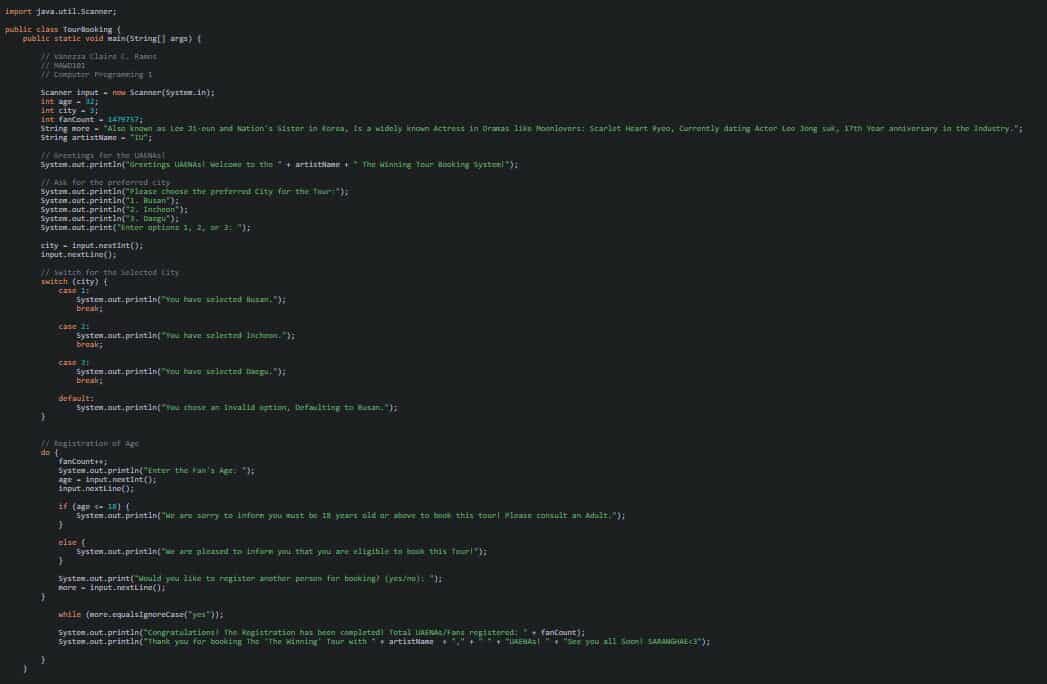 import java.util.Scanner;
public class TourBooking {
public static void main(String[] args) {
// Vanezza Claire C. Ramos
// MAWD101
// Computer Programming 1
Scanner input = new Scanner(System.in);
int age = 32;
int city = 3;
int fanCount = 1479757;
String more = "Also known as Lee Ji-eun and Nation's Sister in Korea, Is a widely known Actress in Dramas like Moonlovers: Scarlet Heart Ryeo, Currently dating Actor Lee Jong suk, 17th Year anniversary in the Industry.";
String artistName = "IU";
// Greetings for the UAENAs!
System.out.println("Greetings UAENAs! Welcome to the " + artistName + " The Winning Tour Booking System!");
// Ask for the preferred city
System.out.println("Please choose the preferred City for the Tour:");
System.out.println("1. Busan");
System.out.println("2. Incheon");
System.out.println("3. Daegu");
System.out.print("Enter options 1, 2, or 3: ");
city = input.nextInt();
input.nextLine();
// Switch for the Selected City
switch (city) {
case 1:
System.out.println("You have selected Busan.");
break;
case 2:
System.out.println("You have selected Incheon.");
break;
case 3:
System.out.println("You have selected Daegu.");
break;
default:
System.out.println("You chose an Invalid option, Defaulting to Busan.");
}
// Registration of Age
do {
fanCount++;
System.out.println("Enter the Fan's Age: ");
age = input.nextInt();
input.nextLine();
if (age <= 18) {
System.out.println("We are sorry to inform you must be 18 years old or above to book this tour! Please consult an Adult.");
}
else {
System.out.println("We are pleased to inform you that you are eligible to book this Tour!");
}
System.out.print("Would you like to register another person for booking? (yes/no): ");
more = input.nextLine();
}
while (more.equalsIgnoreCase("yes"));
System.out.println("Congratulations! The Registration has been completed! Total UAENAs/Fans registered: " + fanCount);
System.out.println("Thank you for booking The 'The Winning' Tour with " + artistName  + "," + " " + "UAENAs! " + "See you all Soon! SARANGHAE<3");
}
}